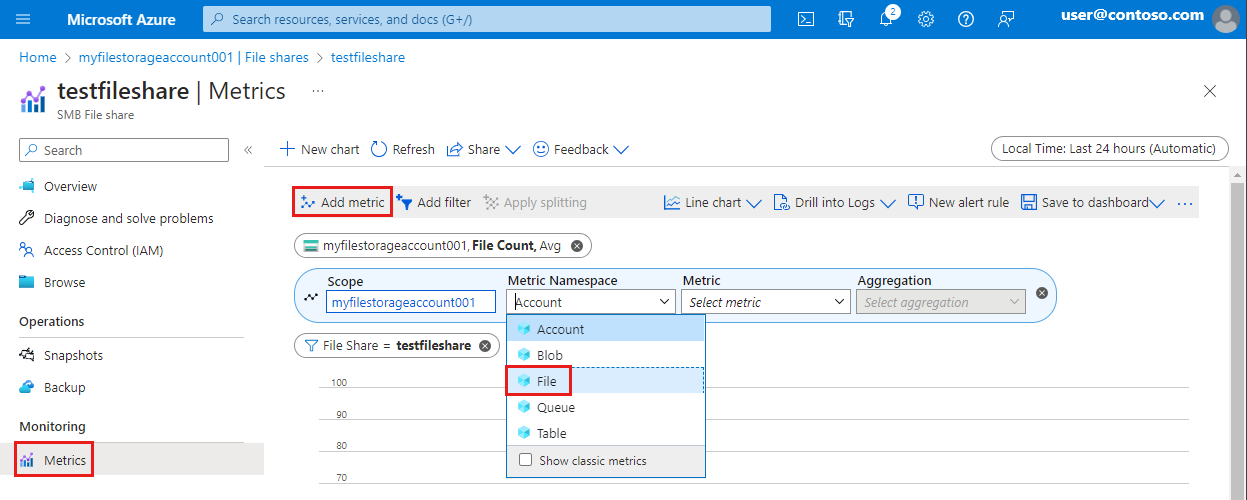 Microsoft Azure
Search resources, services, and docs (G+/)
2
user@contoso.com
Home > myfilestorageaccount001 | File shares > testfileshare
testfileshare | Metrics ...
SMB File share
Search
«
New chart Refresh Share Feedback
Local Time: Last 24 hours (Automatic)
Overview
Diagnose and solve problems
Access Control (IAM)
Browse
Operations
Snapshots
Backup
Monitoring
Metrics
Add metric Add filter Apply splitting Line chart Drill into Logs New alert rule Save to dashboard ...
myfilestorageaccount001, File Count, Avg
Scope Metric Namespace Metric Aggregation
myfilestorageaccount001 Account Select metric Select aggregation
File Share = testfileshare
Account
Blob
File
Queue
Table
Show classic metrics
100
90
80
70